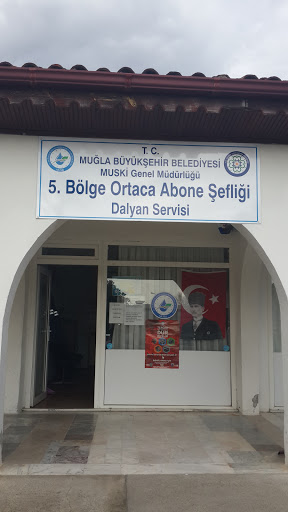 T. C.
MUĞLA BÜYÜKŞEHİR BELEDİYESİ
MUSKİ Genel Müdürlüğü
5. Bölge Ortaca Abone Şefliği
Dalyan Servisi